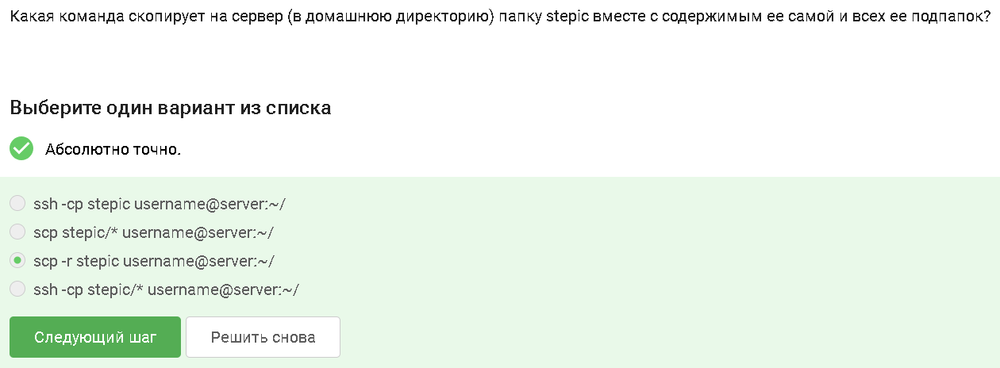 Какая команда скопирует на сервер (в домашнюю директорию) папку stepic вместе с содержимым ее самой и всех ее подпапок?
Выберите один вариант из списка
Абсолютно точно.
ssh -cp stepic username@server:~/
scp stepic/* username@server:~/
scp -r stepic username@server:~/
ssh -cp stepic/* username@server:~/
Следующий шаг
Решить снова